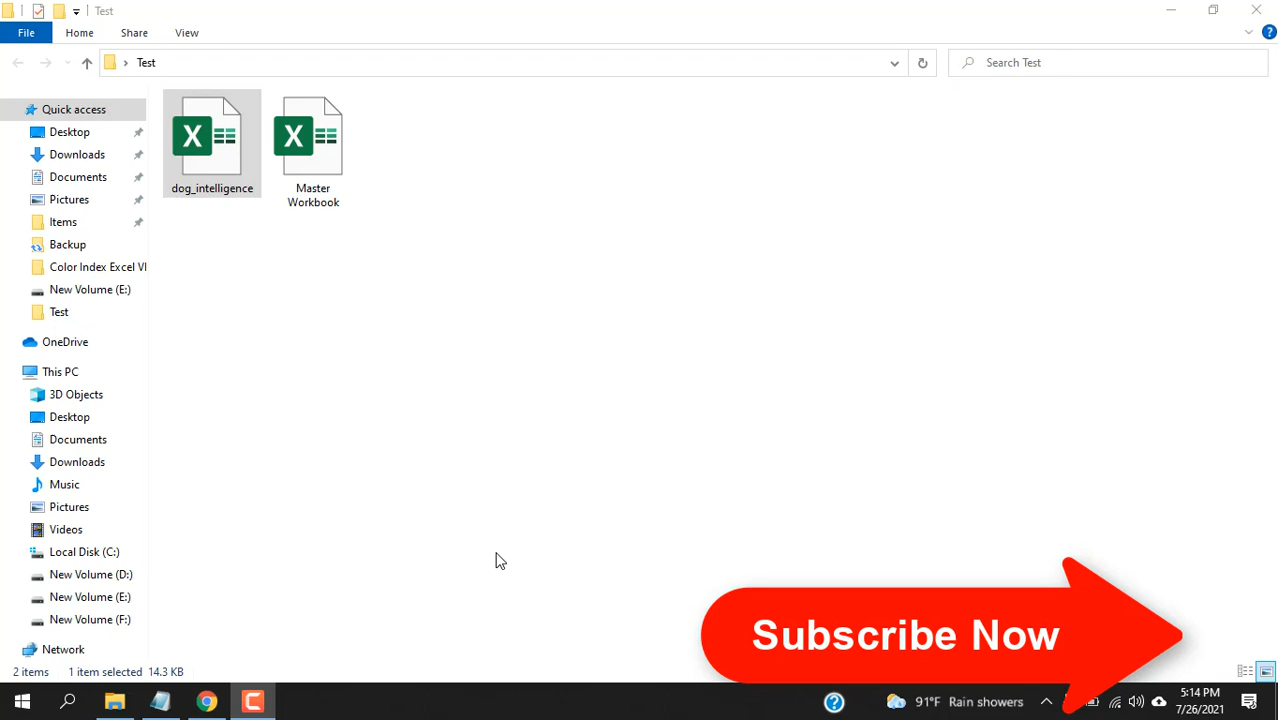 Test
File
Home
Share
View
Test
Search Test
Quick access
Desktop
Downloads
Documents
Pictures
Items
Backup
Color Index Excel VI
New Volume (E:)
Test
OneDrive
This PC
3D Objects
Desktop
Documents
Downloads
Music
Pictures
Videos
Local Disk (C:)
New Volume (D:)
New Volume (E:)
New Volume (F:)
Network
X
dog_intelligence
X
Master
Workbook
Subscribe Now
2 items
1 item selected 14.3 KB
91°F Rain showers
5:14 PM
7/26/2021